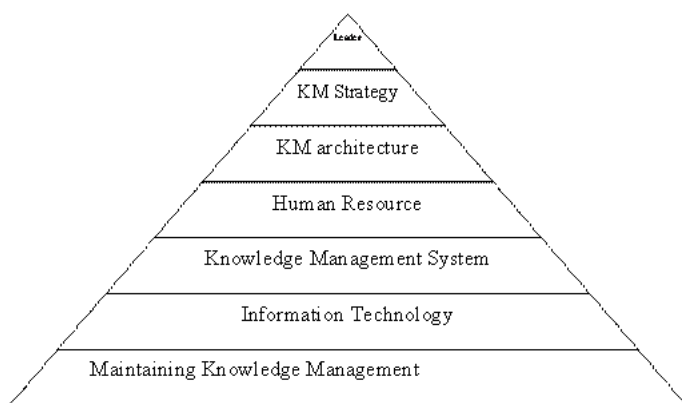 Leader
KM Strategy
KM architecture
Human Resource
Knowledge Management System
Information Technology
Maintaining Knowledge Management